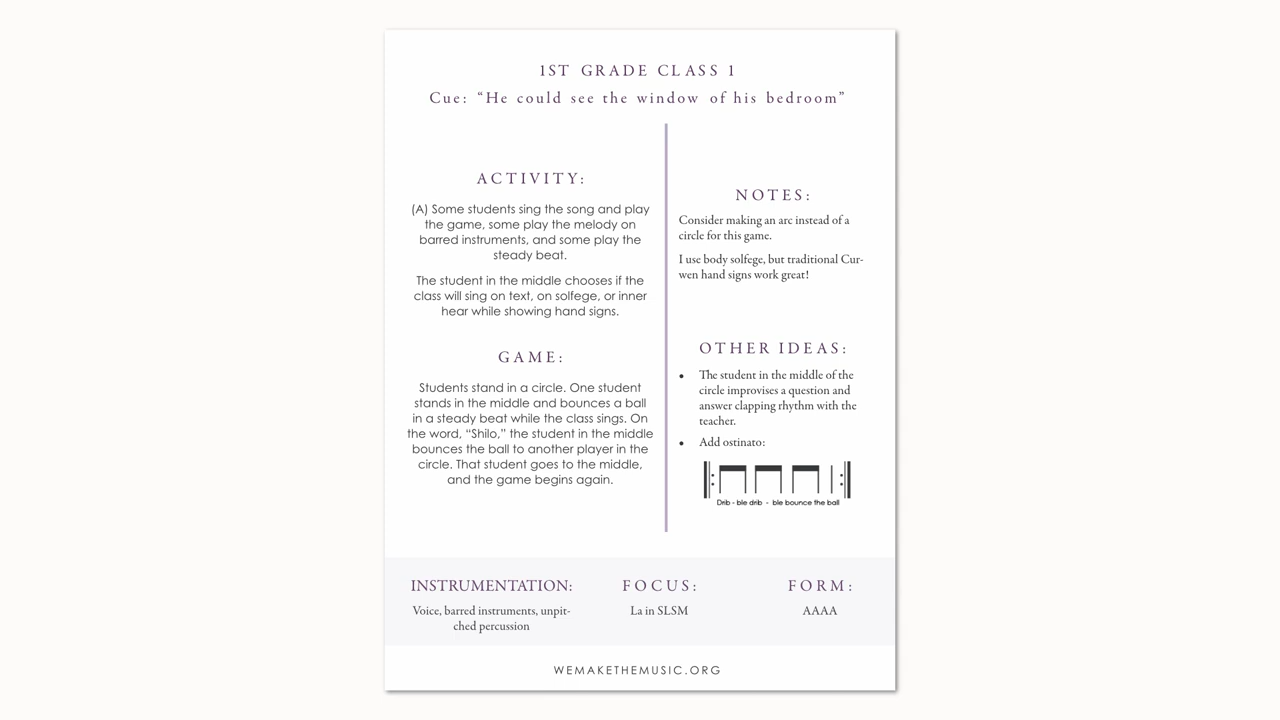 1ST GRADE CLASS 1
Cue: “He could see the window of his bedroom”
ACTIVITY:
(A) Some students sing the song and play
the game, some play the melody on
barred instruments, and some play the
steady beat.
The student in the middle chooses if the
class will sing on text, on solfege, or inner
hear while showing hand signs.
GAME:
Students stand in a circle. One student
stands in the middle and bounces a ball
in a steady beat while the class sings. On
the word, “Shilo,” the student in the middle
bounces the ball to another player in the
circle. That student goes to the middle,
and the game begins again.
NOTES:
Consider making an arc instead of a
circle for this game.
I use body solfege, but traditional Cur-
wen hand signs work great!
OTHER IDEAS:
• The student in the middle of the
circle improvises a question and
answer clapping rhythm with the
teacher.
• Add ostinato:
Drib - ble drib - ble bounce the ball
INSTRUMENTATION:
Voice, barred instruments, unpit-
ched percussion
FOCUS:
La in SLSM
FORM:
AAAA
WEMAKETHEMUSIC.ORG